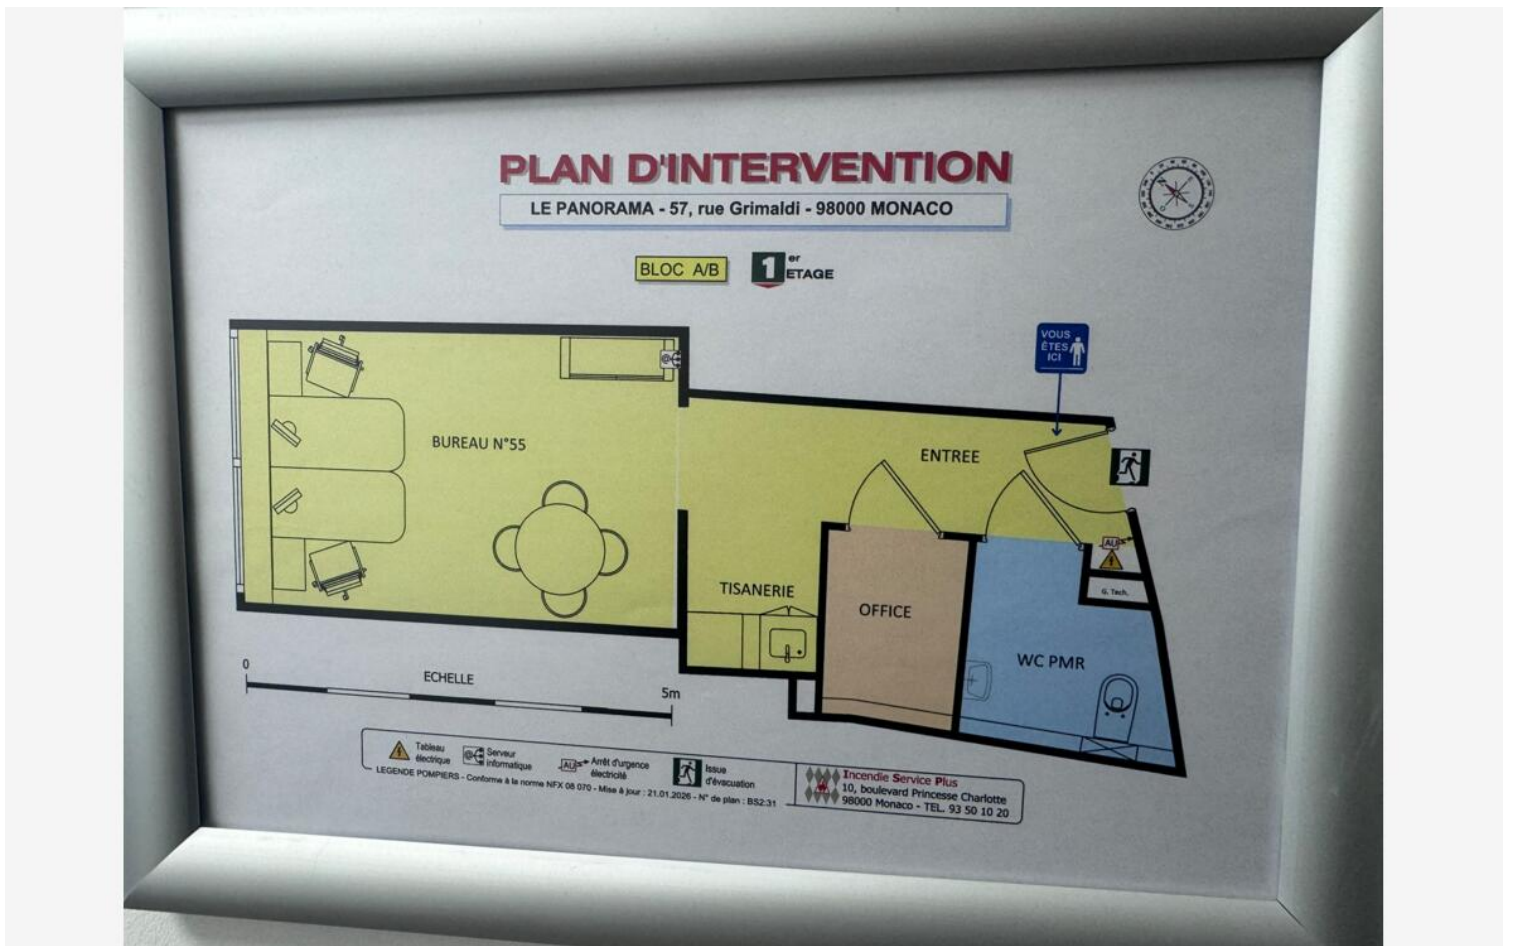 PLAN D'INTERVENTION
LE PANORAMA - 57, rue Grimaldi - 98000 MONACO
BLOC A/B
1er ETAGE
VOUS
ÊTES
ICI
BUREAU N°55
ENTREE
AU
TISANERIE
OFFICE
G. Tech.
WC PMR
0
ECHELLE
5m
Tableau
électrique
@
Serveur
informatique
AU
Arrêt d'urgence
électricité
Issue
d'évacuation
LEGENDE POMPIERS - Conforme à la norme NFX 08 070 - Mise à jour : 21.01.2026 - N° de plan : BS2:31
Incendie Service Plus
10, boulevard Princesse Charlotte
98000 Monaco - TEL. 93 50 10 20